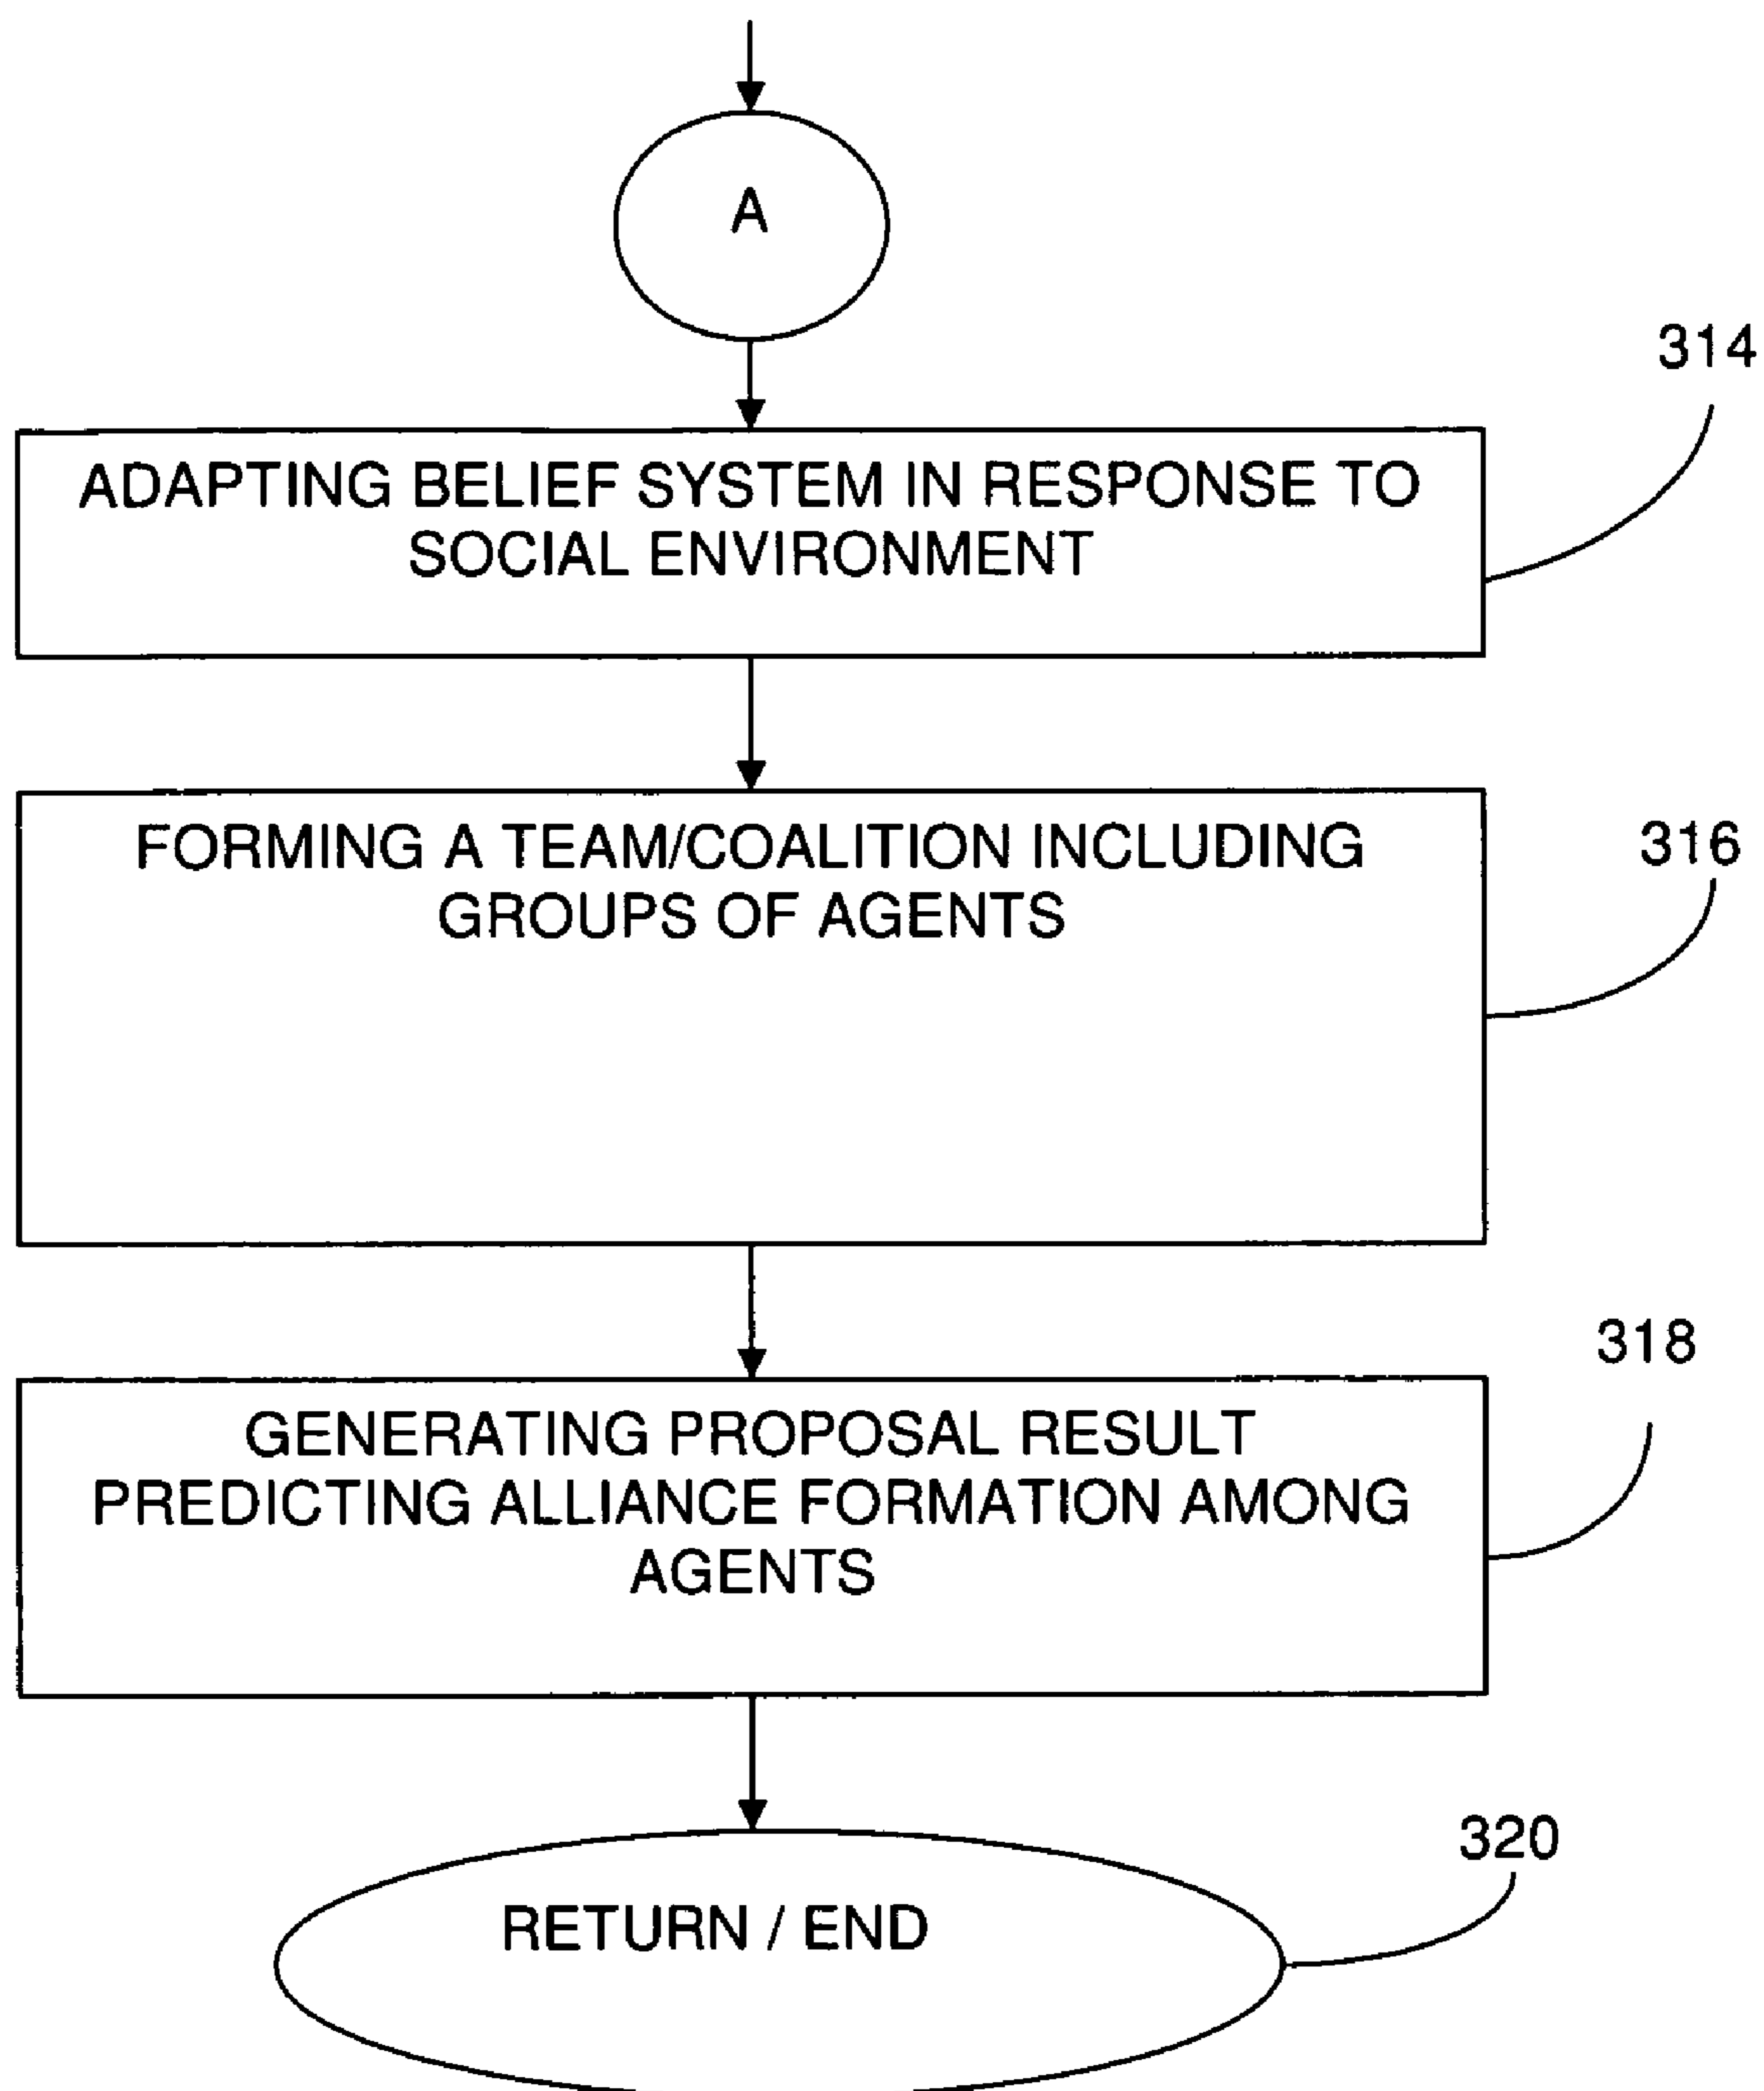 A
314
ADAPTING BELIEF SYSTEM IN RESPONSE TO
SOCIAL ENVIRONMENT
FORMING A TEAM/COALITION INCLUDING
GROUPS OF AGENTS
316
318
GENERATING PROPOSAL RESULT
PREDICTING ALLIANCE FORMATION AMONG
AGENTS
320
RETURN / END